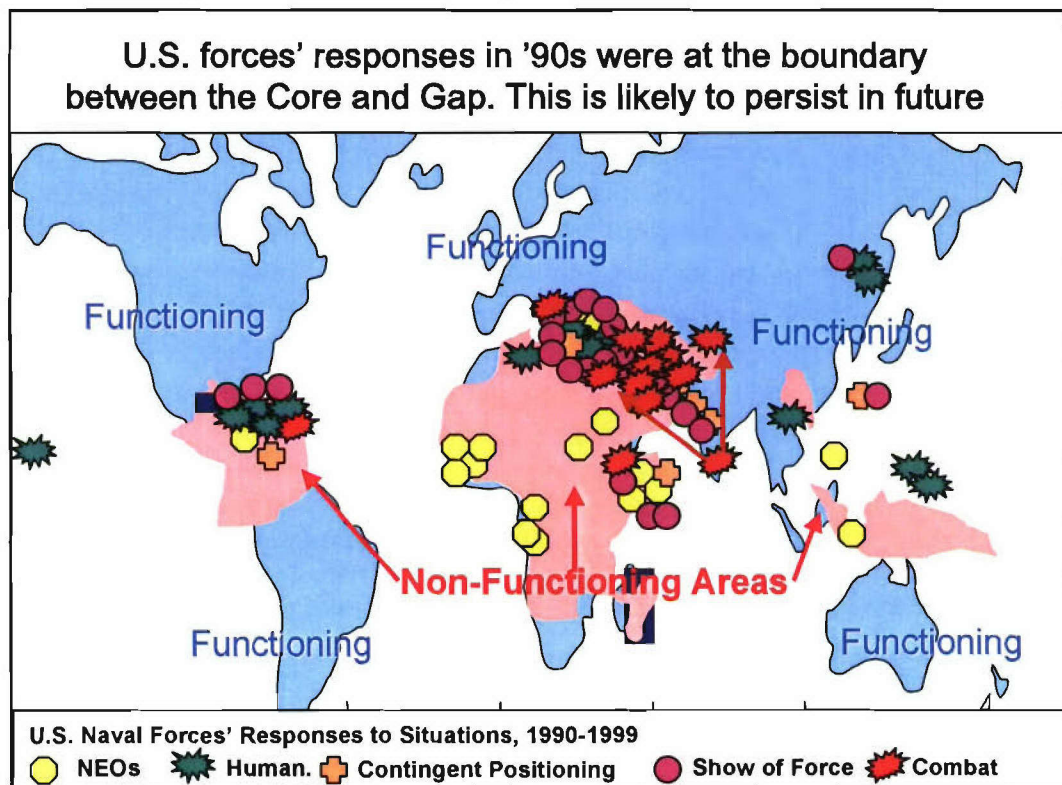 U.S. forces' responses in '90s were at the boundary
between the Core and Gap. This is likely to persist in future
Functioning
Functioning
Functioning
Non-Functioning Areas
Functioning
Functioning
U.S. Naval Forces' Responses to Situations, 1990-1999
NEOs Human. Contingent Positioning Show of Force Combat